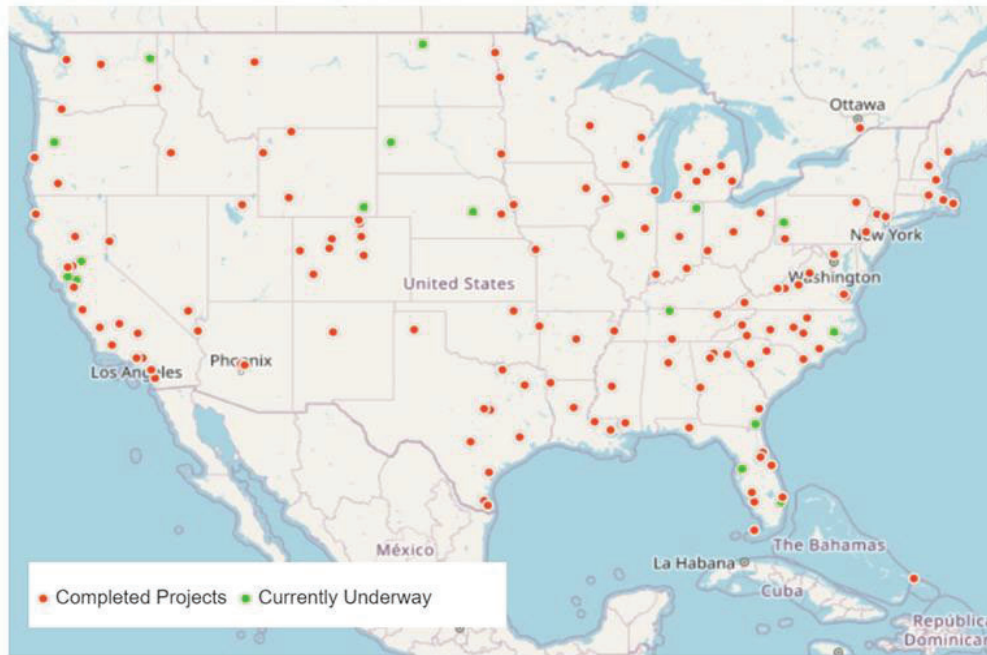 Ottawa
New York
Washington
United States
Phoenix
Los Angeles
México
The Bahamas
La Habana
Cuba
República
Dominican
Completed Projects
Currently Underway